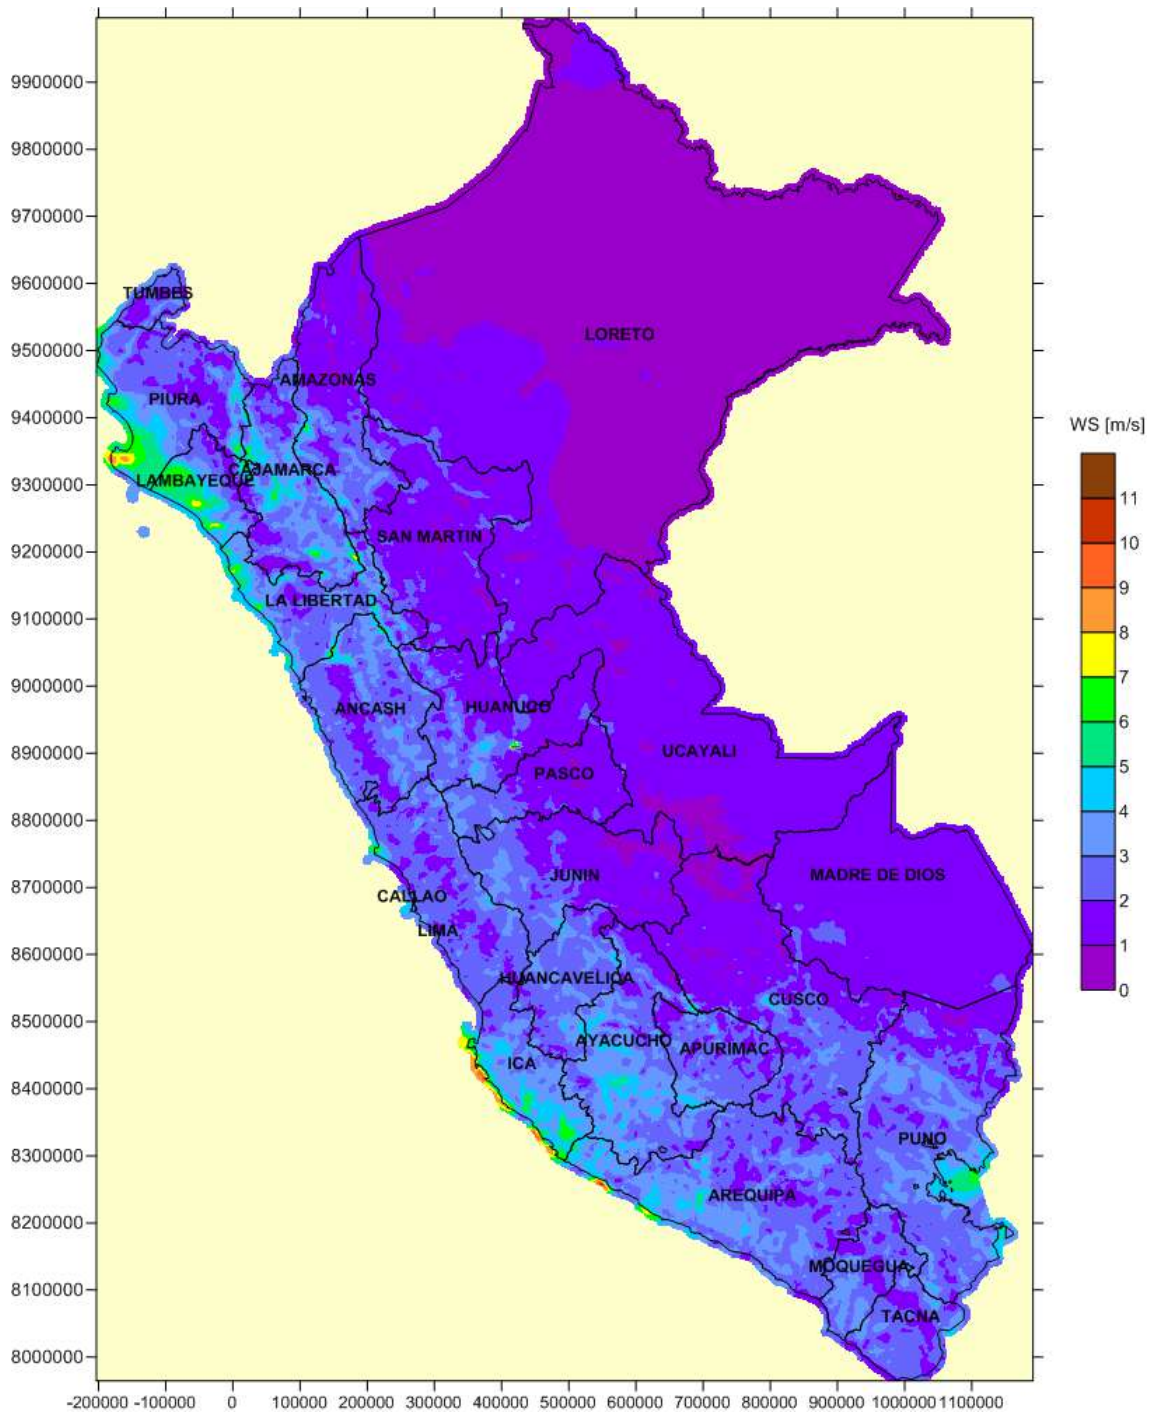 9900000
9800000
9700000
9600000
9500000
9400000
9300000
9200000
9100000
9000000
8900000
8800000
8700000
8600000
8500000
8400000
8300000
8200000
8100000
8000000
TUMBES
LORETO
AMAZONAS
PIURA
CAJAMARCA
LAMBAYEQUE
SAN MARTIN
LA LIBERTAD
ANCASH
HUANUCO
UCAYALI
PASCO
JUNIN
MADRE DE DIOS
CALLAO
LIMA
HUANCAVELICA
CUSCO
AYACUCHO
APURIMAC
ICA
PUNO
AREQUIPA
MOQUEGUA
TACNA
WS [m/s]
11
10
9
8
7
6
5
4
3
2
1
0
-200000 -100000 0 100000 200000 300000 400000 500000 600000 700000 800000 900000 1000000 1100000